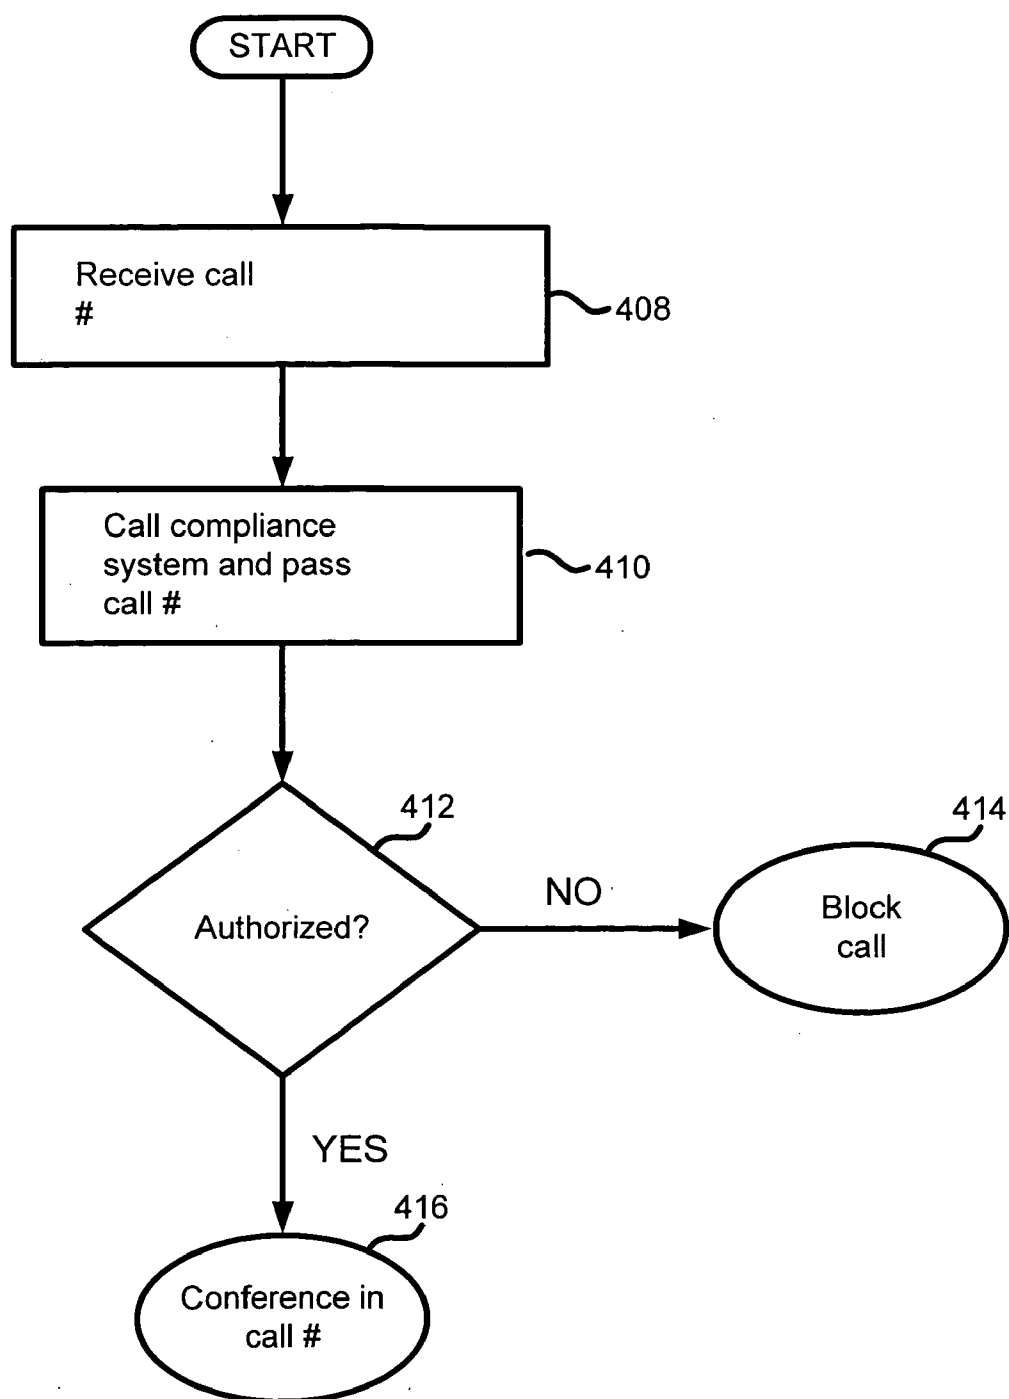 START
Receive call
#
408
Call compliance
system and pass
call #
410
412
Authorized?
NO
414
Block
call
YES
416
Conference in
call #